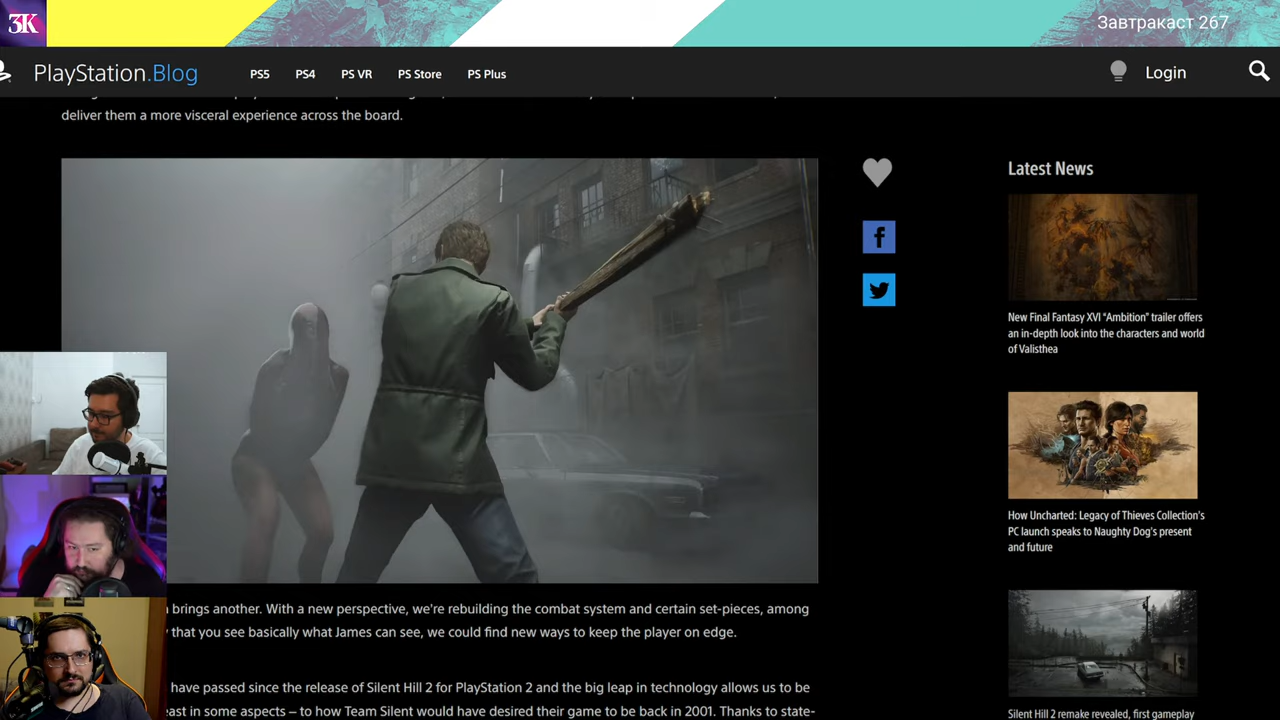 3K
Завтракаст 267
PlayStation.Blog
PS5
PS4
PS VR
PS Store
PS Plus
Login
deliver them a more visceral experience across the board.
Latest News
New Final Fantasy XVI “Ambition” trailer offers
an in-depth look into the characters and world
of Valisthea
How Uncharted: Legacy of Thieves Collection's
PC launch speaks to Naughty Dog's present
and future
brings another. With a new perspective, we're rebuilding the combat system and certain set-pieces, among
that you see basically what James can see, we could find new ways to keep the player on edge.
have passed since the release of Silent Hill 2 for PlayStation 2 and the big leap in technology allows us to be
in some aspects – to how Team Silent would have desired their game to be back in 2001. Thanks to state-
Silent Hill 2 remake revealed, first gameplay